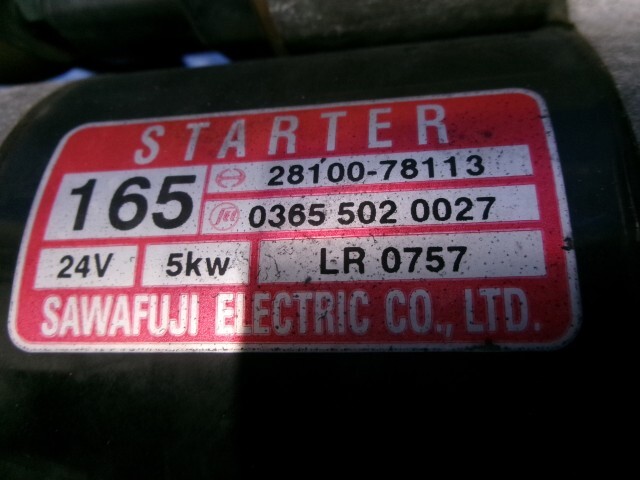 STARTER
165
28100-78113
0365 502 0027
24V 5kw LR 0757
SAWAFUJI ELECTRIC CO., LTD.